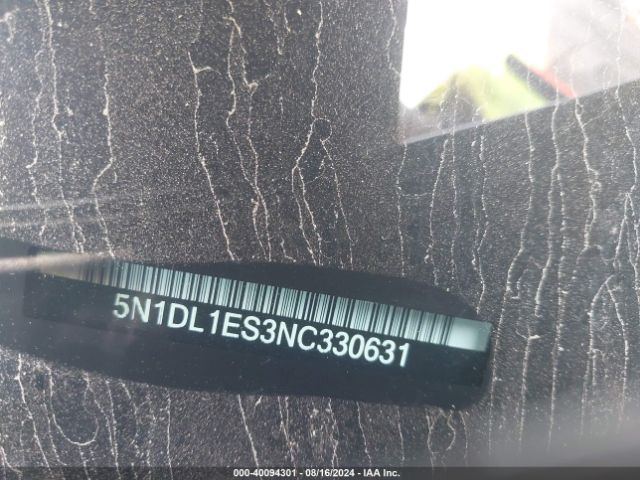 5N1DL1ES3NC330631
000-40094301 - 08/16/2024 - IAA Inc.